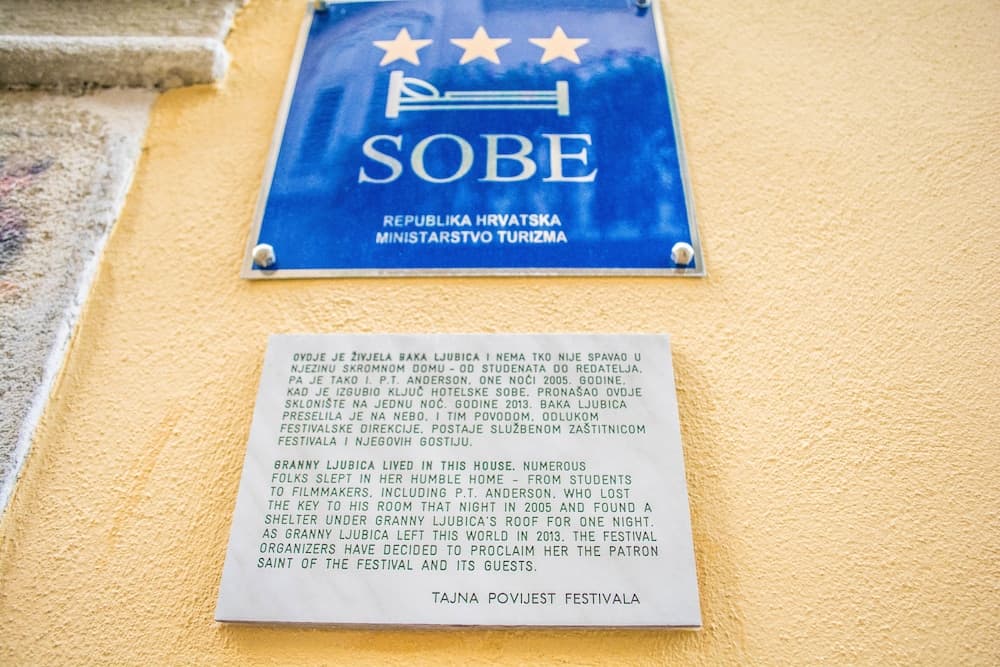 SOBE
REPUBLIKA HRVATSKA
MINISTARSTVO TURIZMA
OVDJE JE ŽIVJELA BAKA LJUBICA I NEMA TKO NIJE SPAVAO U
NJEZINU SKROMNOM DOMU – OD STUDENATA DO REDATELJA,
PA JE TAKO I. P.T. ANDERSON, ONE NOĆI 2005. GODINE,
KAD JE IZGUBIO KLJUČ HOTELSKE SOBE, PRONAŠAO OVDJE
SKLONIŠTE NA JEDNU NOĆ. GODINE 2013. BAKA LJUBICA
PRESELILA JE NA NEBO, I TIM POVODOM, ODLUKOM
FESTIVALSKE DIREKCIJE, POSTAJE SLUŽBENOM ZAŠTITNICOM
FESTIVALA I NJEGOVIH GOSTIJU.
GRANNY LJUBICA LIVED IN THIS HOUSE. NUMEROUS
FOLKS SLEPT IN HER HUMBLE HOME – FROM STUDENTS
TO FILMMAKERS, INCLUDING P.T. ANDERSON, WHO LOST
THE KEY TO HIS ROOM THAT NIGHT IN 2005 AND FOUND A
SHELTER UNDER GRANNY LJUBICA'S ROOF FOR ONE NIGHT.
AS GRANNY LJUBICA LEFT THIS WORLD IN 2013, THE FESTIVAL
ORGANIZERS HAVE DECIDED TO PROCLAIM HER THE PATRON
SAINT OF THE FESTIVAL AND ITS GUESTS.
TAJNA POVIJEST FESTIVALA